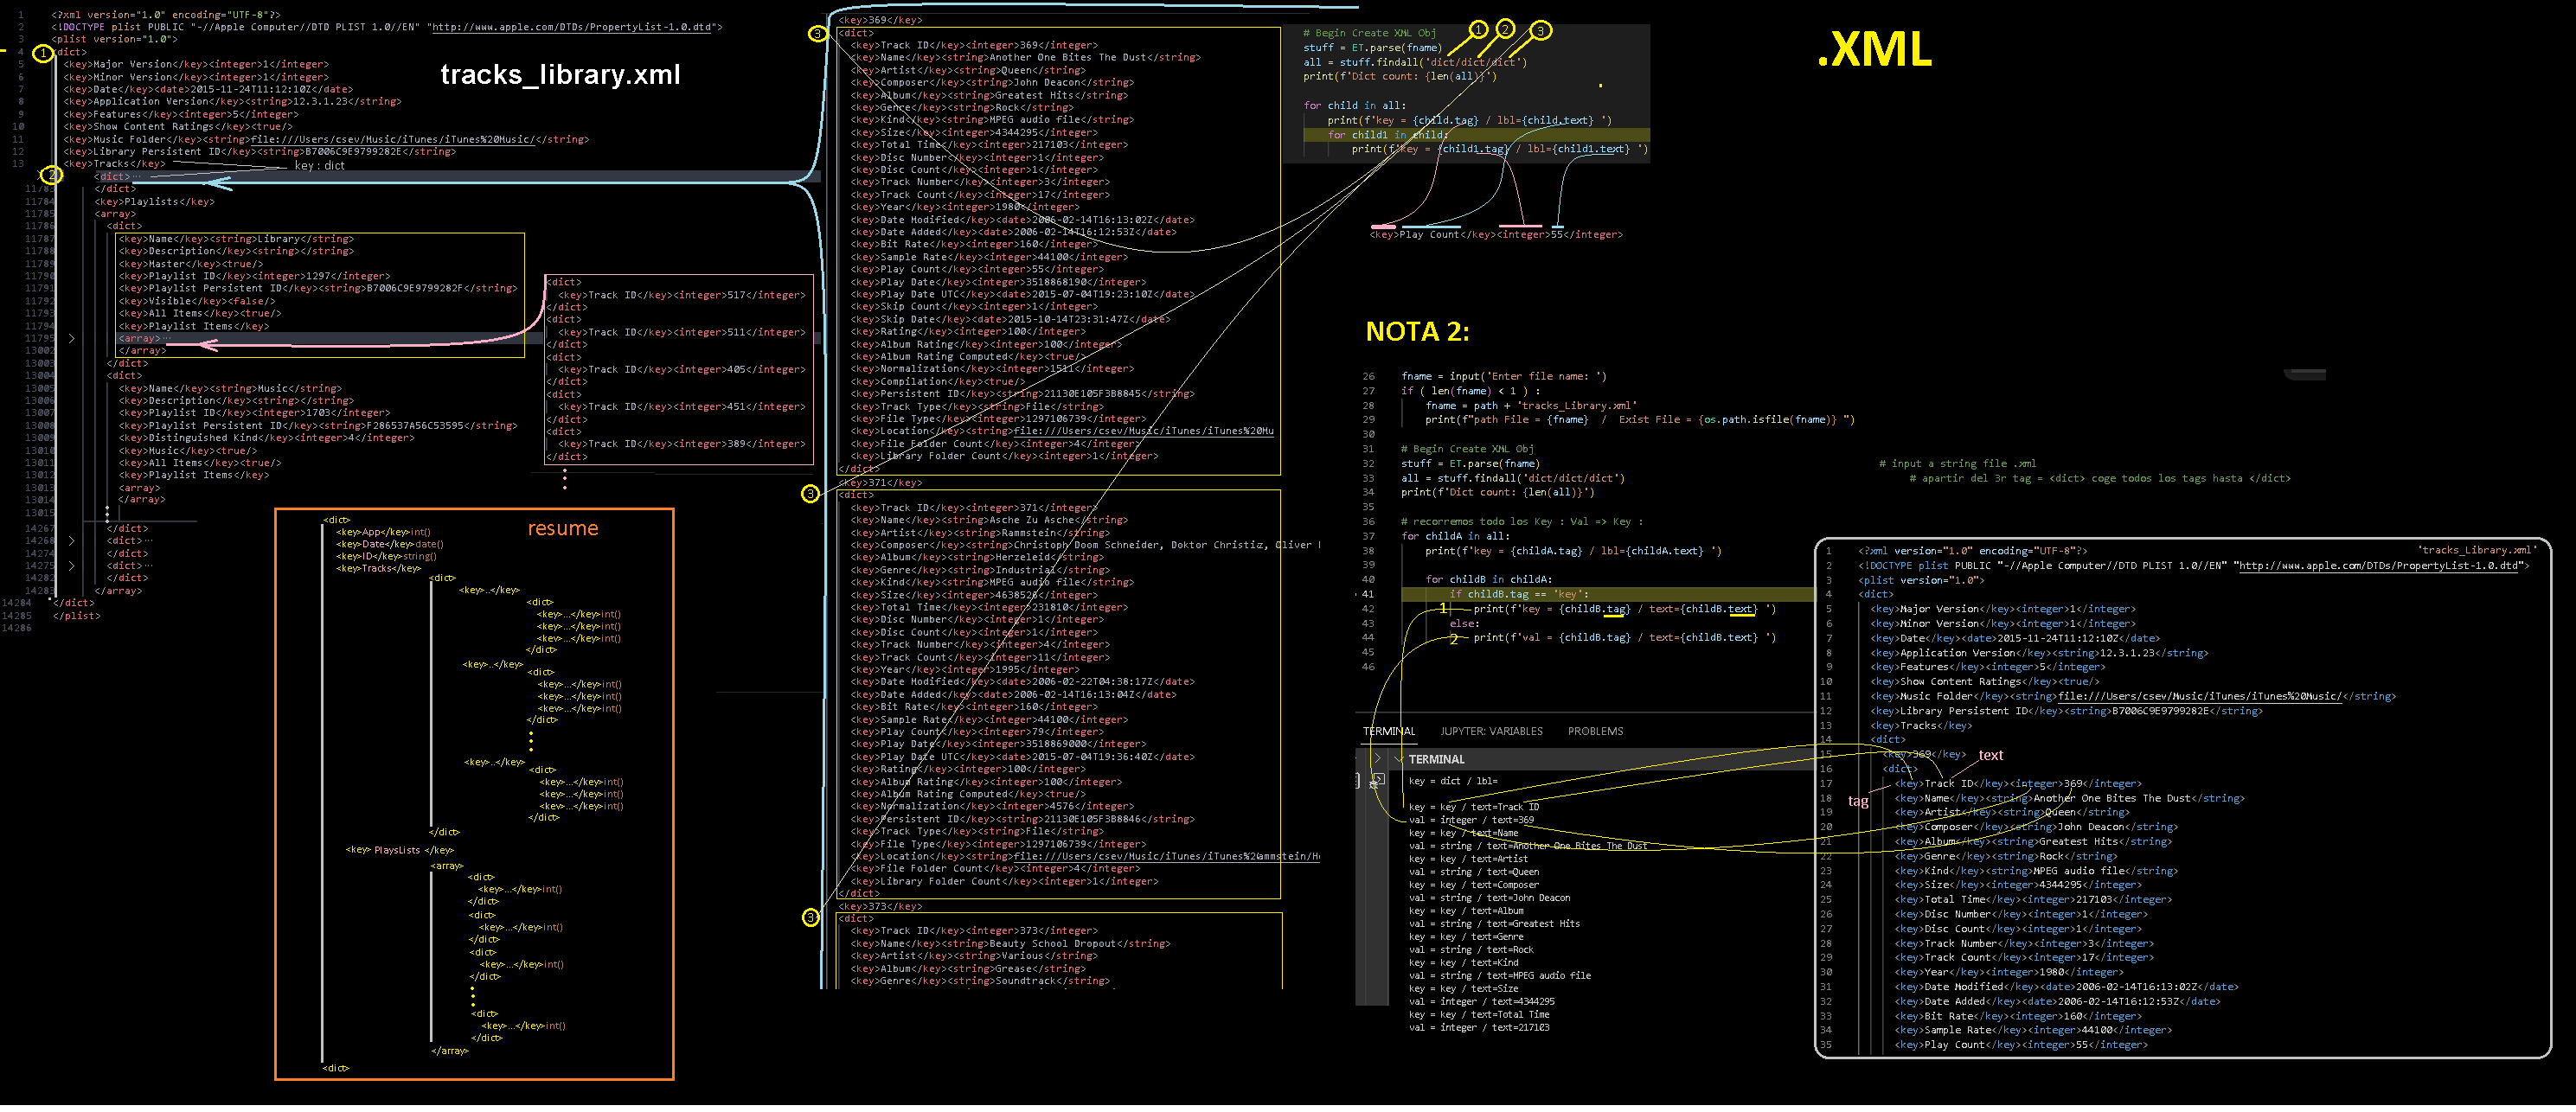 1 <?xml version="1.0" encoding="UTF-8"?>
2 <!DOCTYPE plist PUBLIC "-//Apple Computer//DTD PLIST 1.0//EN" "http://www.apple.com/DTDs/PropertyList-1.0.dtd">
3 <plist version="1.0">
4 1 <dict>
5 <key>Major Version</key><integer>1</integer>
6 <key>Minor Version</key><integer>1</integer>
7 <key>Date</key><date>2015-11-24T11:12:10Z</date>
8 <key>Application Version</key><string>12.3.1.23</string>
9 <key>Features</key><integer>5</integer>
10 <key>Show Content Ratings</key><true/>
11 <key>Music Folder</key><string>file:///Users/csev/Music/iTunes/iTunes%20Music/</string>
12 <key>Library Persistent ID</key><string>B7006C9E9799282E</string>
13 <key>Tracks</key>
key : dict
2 <dict>…
11783 </dict>
11784 <key>Playlists</key>
11785 <array>
11786 <dict>
11787 <key>Name</key><string>Library</string>
11788 <key>Description</key><string></string>
11789 <key>Master</key><true/>
11790 <key>Playlist ID</key><integer>1297</integer>
11791 <key>Playlist Persistent ID</key><string>B7006C9E9799282F</string>
11792 <key>Visible</key><false/>
11793 <key>All Items</key><true/>
11794 <key>Playlist Items</key>
11795 <array>…
13002 </array>
13003 </dict>
13004 <dict>
13005 <key>Name</key><string>Music</string>
13006 <key>Description</key><string></string>
13007 <key>Playlist ID</key><integer>1703</integer>
13008 <key>Playlist Persistent ID</key><string>F286537A56C53595</string>
13009 <key>Distinguished Kind</key><integer>4</integer>
13010 <key>Music</key><true/>
13011 <key>All Items</key><true/>
13012 <key>Playlist Items</key>
13013 <array>
13014 </array>
13015
14267 </dict>
14268 <dict>…
14274 </dict>
14275 <dict>…
14282 </dict>
14283 </array>
14284 </dict>
14285 </plist>
14286
tracks_library.xml
<dict>
<key>Track ID</key><integer>517</integer>
</dict>
<dict>
<key>Track ID</key><integer>511</integer>
</dict>
<dict>
<key>Track ID</key><integer>405</integer>
</dict>
<dict>
<key>Track ID</key><integer>451</integer>
</dict>
<dict>
<key>Track ID</key><integer>389</integer>
</dict>
resume
<dict>
<key>App</key>int()
<key>Date</key>date()
<key>ID</key>string()
<key>Tracks</key>
<dict>
<key>..</key>
<dict>
<key>...</key>int()
<key>...</key>int()
<key>...</key>int()
</dict>
<key>..</key>
<dict>
<key>...</key>int()
<key>...</key>int()
<key>...</key>int()
</dict>
<key>..</key>
<dict>
<key>...</key>int()
<key>...</key>int()
<key>...</key>int()
</dict>
</dict>
<key> PlaysLists </key>
<array>
<dict>
<key>...</key>int()
</dict>
<dict>
<key>...</key>int()
</dict>
<dict>
<key>...</key>int()
</dict>
<dict>
<key>...</key>int()
</dict>
</array>
<dict>
<key>369</key>
3 <dict>
<key>Track ID</key><integer>369</integer>
<key>Name</key><string>Another One Bites The Dust</string>
<key>Artist</key><string>Queen</string>
<key>Composer</key><string>John Deacon</string>
<key>Album</key><string>Greatest Hits</string>
<key>Genre</key><string>Rock</string>
<key>Kind</key><string>MPEG audio file</string>
<key>Size</key><integer>4344295</integer>
<key>Total Time</key><integer>217103</integer>
<key>Disc Number</key><integer>1</integer>
<key>Disc Count</key><integer>1</integer>
<key>Track Number</key><integer>3</integer>
<key>Track Count</key><integer>17</integer>
<key>Year</key><integer>1980</integer>
<key>Date Modified</key><date>2006-02-14T16:13:02Z</date>
<key>Date Added</key><date>2006-02-14T16:12:53Z</date>
<key>Bit Rate</key><integer>160</integer>
<key>Sample Rate</key><integer>44100</integer>
<key>Play Count</key><integer>55</integer>
<key>Play Date</key><integer>3518868190</integer>
<key>Play Date UTC</key><date>2015-07-04T19:23:10Z</date>
<key>Skip Count</key><integer>1</integer>
<key>Skip Date</key><date>2015-10-14T23:31:47Z</date>
<key>Rating</key><integer>100</integer>
<key>Album Rating</key><integer>100</integer>
<key>Album Rating Computed</key><true/>
<key>Normalization</key><integer>1511</integer>
<key>Compilation</key><true/>
<key>Persistent ID</key><string>21130E105F3B8845</string>
<key>Track Type</key><string>File</string>
<key>File Type</key><integer>1297106739</integer>
<key>Location</key><string>file:///Users/csev/Music/iTunes/iTunes%20Mu
<key>File Folder Count</key><integer>4</integer>
<key>Library Folder Count</key><integer>1</integer>
</dict>
<key>371</key>
3 <dict>
<key>Track ID</key><integer>371</integer>
<key>Name</key><string>Asche Zu Asche</string>
<key>Artist</key><string>Rammstein</string>
<key>Composer</key><string>Christoph Doom Schneider, Doktor Christian, Oliver
<key>Album</key><string>Herzeleid</string>
<key>Genre</key><string>Industrial</string>
<key>Kind</key><string>MPEG audio file</string>
<key>Size</key><integer>4638526</integer>
<key>Total Time</key><integer>231810</integer>
<key>Disc Number</key><integer>1</integer>
<key>Disc Count</key><integer>1</integer>
<key>Track Number</key><integer>4</integer>
<key>Track Count</key><integer>11</integer>
<key>Year</key><integer>1995</integer>
<key>Date Modified</key><date>2006-02-22T04:38:17Z</date>
<key>Date Added</key><date>2006-02-14T16:13:04Z</date>
<key>Bit Rate</key><integer>160</integer>
<key>Sample Rate</key><integer>44100</integer>
<key>Play Count</key><integer>79</integer>
<key>Play Date</key><integer>3518869000</integer>
<key>Play Date UTC</key><date>2015-07-04T19:36:40Z</date>
<key>Rating</key><integer>100</integer>
<key>Album Rating</key><integer>100</integer>
<key>Album Rating Computed</key><true/>
<key>Normalization</key><integer>4576</integer>
<key>Persistent ID</key><string>21130E105F3B8846</string>
<key>Track Type</key><string>File</string>
<key>File Type</key><integer>1297106739</integer>
<key>Location</key><string>file:///Users/csev/Music/iTunes/iTunes%20ammstein/He
<key>File Folder Count</key><integer>4</integer>
<key>Library Folder Count</key><integer>1</integer>
</dict>
<key>373</key>
3 <dict>
<key>Track ID</key><integer>373</integer>
<key>Name</key><string>Beauty School Dropout</string>
<key>Artist</key><string>Various</string>
<key>Album</key><string>Grease</string>
<key>Genre</key><string>Soundtrack</string>
1 2 3
# Begin Create XML Obj
stuff = ET.parse(fname)
all = stuff.findall('dict/dict/dict')
print(f'Dict count: {len(all)}')
for child in all:
print(f'key = {child.tag} / lbl={child.text} ')
for child1 in child:
print(f'key = {child1.tag} / lbl={child1.text} ')
<key>Play Count</key><integer>55</integer>
.XML
NOTA 2:
26 fname = input('Enter file name: ')
27 if ( len(fname) < 1 ) :
28 fname = path + 'tracks_Library.xml'
29 print(f"path File = {fname} / Exist File = {os.path.isfile(fname)} ")
30
31 # Begin Create XML Obj
32 stuff = ET.parse(fname) # input a string file .xml
33 all = stuff.findall('dict/dict/dict') # apartir del 3r tag = <dict> coge todos los tags hasta </dict>
34 print(f'Dict count: {len(all)}')
35
36 # recorremos todo los Key : Val => Key :
37 for childA in all:
38 print(f'key = {childA.tag} / lbl={childA.text} ')
39
40 for childB in childA:
41 if childB.tag == 'key':
42 1 print(f'key = {childB.tag} / text={childB.text} ')
43 else:
44 2 print(f'val = {childB.tag} / text={childB.text} ')
45
46
TERMINAL JUPYTER: VARIABLES PROBLEMS
TERMINAL
key = dict / lbl=
key = key / text=Track ID
val = integer / text=369
key = key / text=Name
val = string / text=Another One Bites The Dust
key = key / text=Artist
val = string / text=Queen
key = key / text=Composer
val = string / text=John Deacon
key = key / text=Album
val = string / text=Greatest Hits
key = key / text=Genre
val = string / text=Rock
key = key / text=Kind
val = string / text=MPEG audio file
key = key / text=Size
val = integer / text=4344295
key = key / text=Total Time
val = integer / text=217103
1 <?xml version="1.0" encoding="UTF-8"?> 'tracks_Library.xml'
2 <!DOCTYPE plist PUBLIC "-//Apple Computer//DTD PLIST 1.0//EN" "http://www.apple.com/DTDs/PropertyList-1.0.dtd">
3 <plist version="1.0">
4 <dict>
5 <key>Major Version</key><integer>1</integer>
6 <key>Minor Version</key><integer>1</integer>
7 <key>Date</key><date>2015-11-24T11:12:10Z</date>
8 <key>Application Version</key><string>12.3.1.23</string>
9 <key>Features</key><integer>5</integer>
10 <key>Show Content Ratings</key><true/>
11 <key>Music Folder</key><string>file:///Users/csev/Music/iTunes/iTunes%20Music/</string>
12 <key>Library Persistent ID</key><string>B7006C9E9799282E</string>
13 <key>Tracks</key>
14 <dict>
15 <key>369</key>
text
16 <dict>
17 <key>Track ID</key><integer>369</integer>
tag
18 <key>Name</key><string>Another One Bites The Dust</string>
19 <key>Artist</key><string>Queen</string>
20 <key>Composer</key><string>John Deacon</string>
21 <key>Album</key><string>Greatest Hits</string>
22 <key>Genre</key><string>Rock</string>
23 <key>Kind</key><string>MPEG audio file</string>
24 <key>Size</key><integer>4344295</integer>
25 <key>Total Time</key><integer>217103</integer>
26 <key>Disc Number</key><integer>1</integer>
27 <key>Disc Count</key><integer>1</integer>
28 <key>Track Number</key><integer>3</integer>
29 <key>Track Count</key><integer>17</integer>
30 <key>Year</key><integer>1980</integer>
31 <key>Date Modified</key><date>2006-02-14T16:13:02Z</date>
32 <key>Date Added</key><date>2006-02-14T16:12:53Z</date>
33 <key>Bit Rate</key><integer>160</integer>
34 <key>Sample Rate</key><integer>44100</integer>
35 <key>Play Count</key><integer>55</integer>